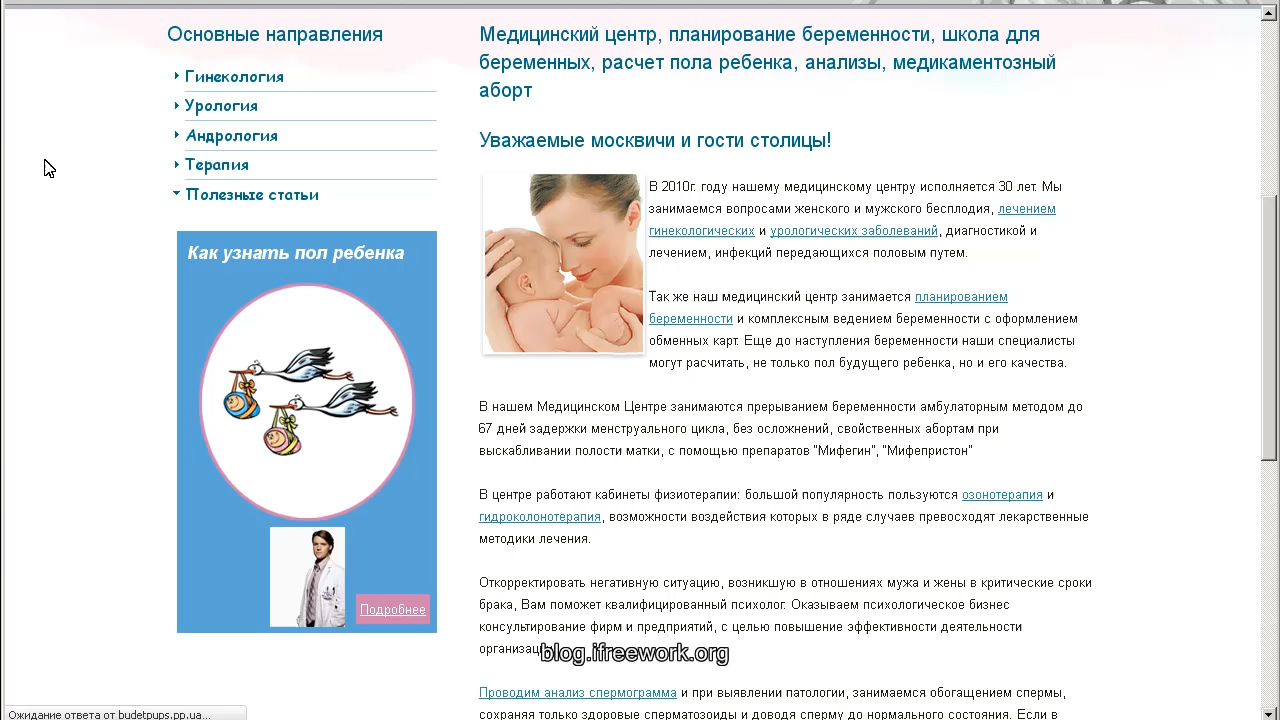 Основные направления
Гинекология
Урология
Андрология
Терапия
Полезные статьи
Как узнать пол ребенка
Подробнее
Медицинский центр, планирование беременности, школа для
беременных, расчет пола ребенка, анализы, медикаментозный
аборт
Уважаемые москвичи и гости столицы!
В 2010г. году нашему медицинскому центру исполняется 30 лет. Мы
занимаемся вопросами женского и мужского бесплодия, лечением
гинекологических и урологических заболеваний, диагностикой и
лечением, инфекций передающихся половым путем.
Так же наш медицинский центр занимается планированием
беременности и комплексным ведением беременности с оформлением
обменных карт. Еще до наступления беременности наши специалисты
могут расчитать, не только пол будущего ребенка, но и его качества.
В нашем Медицинском Центре занимаются прерыванием беременности амбулаторным методом до
67 дней задержки менструального цикла, без осложнений, свойственных абортам при
выскабливании полости матки, с помощью препаратов "Мифегин", "Мифепристон"
В центре работают кабинеты физиотерапии: большой популярность пользуются озонотерапия и
гидроколонотерапия, возможности воздействия которых в ряде случаев превосходят лекарственные
методики лечения.
Откорректировать негативную ситуацию, возникшую в отношениях мужа и жены в критические сроки
брака, Вам поможет квалифицированный психолог. Оказываем психологическое бизнес
консультирование фирм и предприятий, с целью повышение эффективности деятельности
организац
blog.ifreework.org
Проводим анализ спермограмма и при выявлении патологии, занимаемся обогащением спермы,
сохраняя только здоровые сперматозоиды и доводя сперму до нормального состояния. Если в
Ожидание ответа от budetpups.pp.ua...